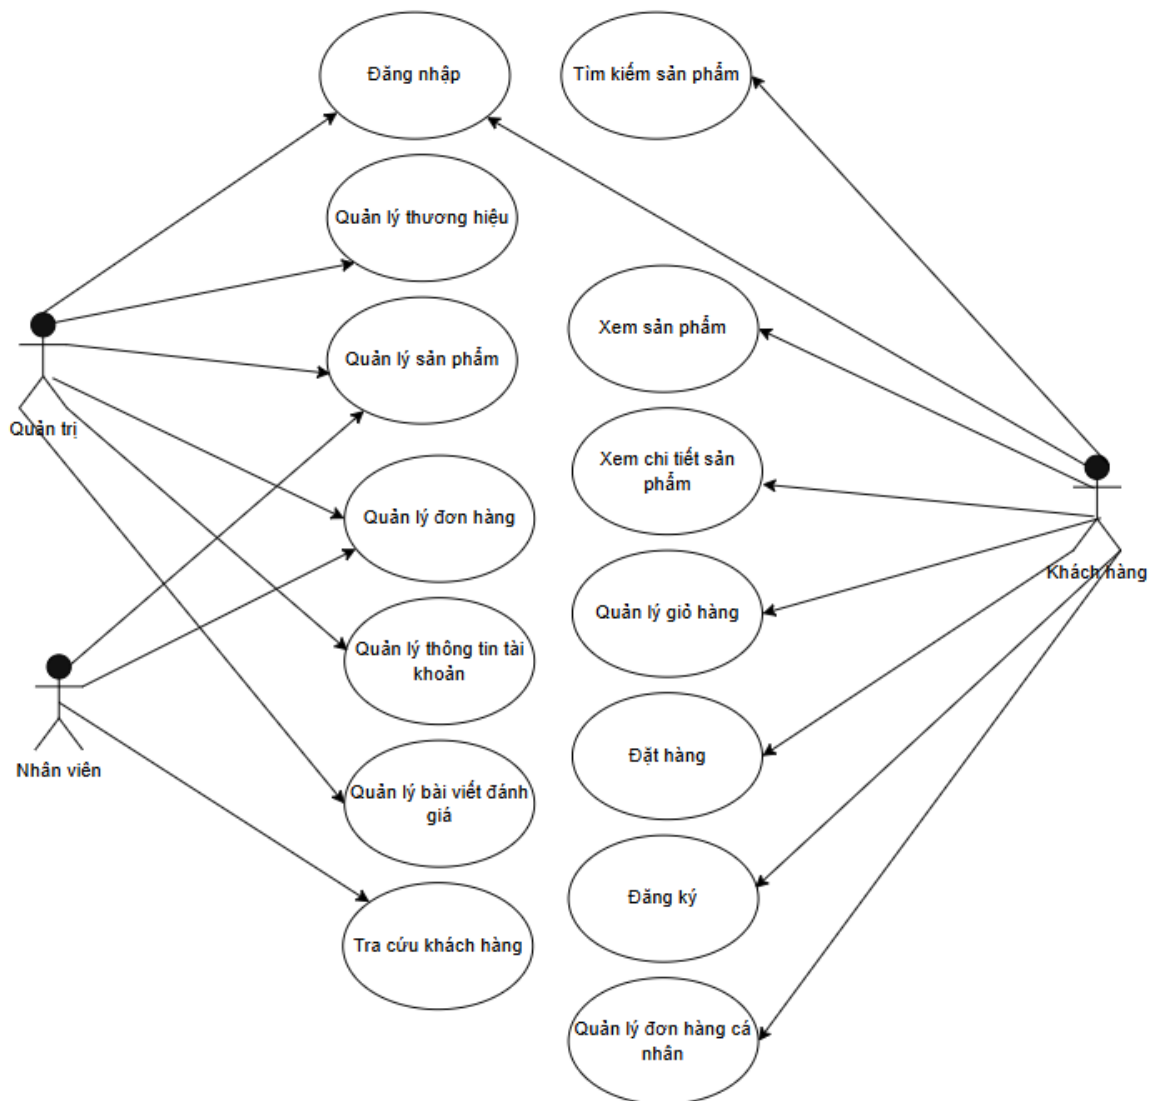 Đăng nhập
Tìm kiếm sản phẩm
Quản lý thương hiệu
Xem sản phẩm
Quản lý sản phẩm
Quản trị
Xem chi tiết sản
phẩm
Quản lý đơn hàng
Khách hàng
Quản lý giỏ hàng
Quản lý thông tin tài
khoản
Nhân viên
Đặt hàng
Quản lý bài viết đánh
giá
Đăng ký
Tra cứu khách hàng
Quản lý đơn hàng cá
nhân